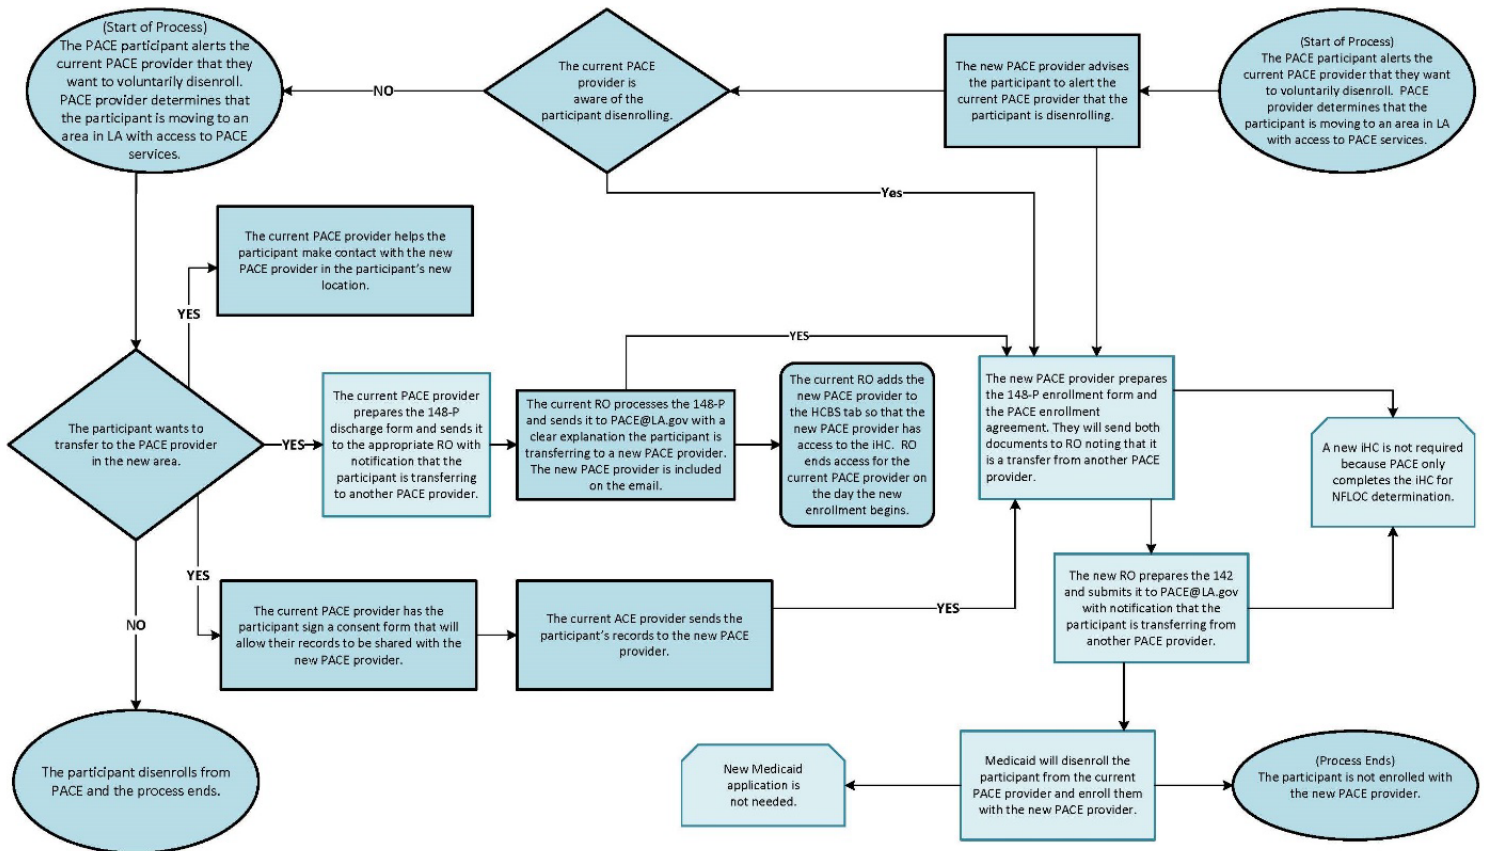 (Start of Process)
The PACE participant alerts the
current PACE provider that they
want to voluntarily disenroll.
PACE provider determines that
the participant is moving to an
area in LA with access to PACE
services.
NO
The current PACE
provider is
aware of the
participant disenrolling.
The new PACE provider advises
the participant to alert the
current PACE provider that the
participant is disenrolling.
(Start of Process)
The PACE participant alerts the
current PACE provider that they want
to voluntarily disenroll. PACE
provider determines that the
participant is moving to an area in LA
with access to PACE services.
Yes
The current PACE provider helps the
participant make contact with the new
PACE provider in the participant's new
location.
YES
The participant wants to
transfer to the PACE provider
in the new area.
YES
The current PACE provider
prepares the 148-P
discharge form and sends it
to the appropriate RO with
notification that the
participant is transferring
to another PACE provider.
The current RO processes the 148-P
and sends it to PACE@LA.gov with a
clear explanation the participant is
transferring to a new PACE provider.
The new PACE provider is included
on the email.
YES
The current RO adds the
new PACE provider to
the HCBS tab so that the
new PACE provider has
access to the iHC. RO
ends access for the
current PACE provider on
the day the new
enrollment begins.
The new PACE provider prepares
the 148-P enrollment form and
the PACE enrollment
agreement. They will send both
documents to RO noting that it
is a transfer from another PACE
provider.
A new iHC is not required
because PACE only
completes the iHC for
NFLOC determination.
YES
The current PACE provider has the
participant sign a consent form that will
allow their records to be shared with the
new PACE provider.
The current ACE provider sends the
participant's records to the new PACE
provider.
YES
The new RO prepares the 142
and submits it to PACE@LA.gov
with notification that the
participant is transferring from
another PACE provider.
NO
The participant disenrolls from
PACE and the process ends.
New Medicaid
application is
not needed.
Medicaid will disenroll the
participant from the current
PACE provider and enroll them
with the new PACE provider.
(Process Ends)
The participant is not enrolled with
the new PACE provider.